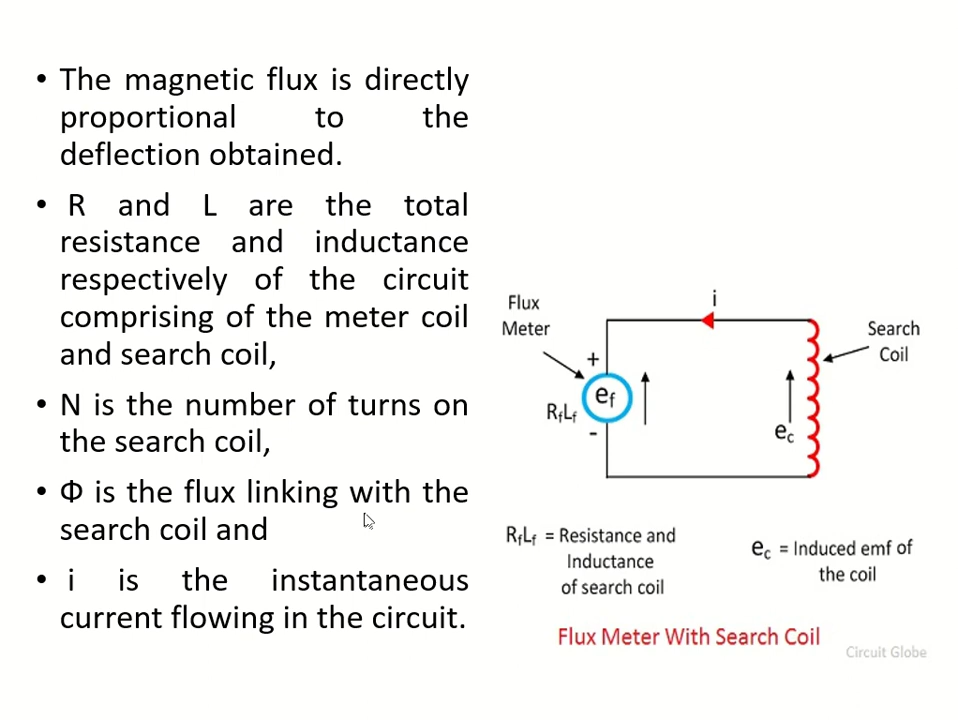 • The magnetic flux is directly
proportional to the
deflection obtained.
• R and L are the total
resistance and inductance
respectively of the circuit
comprising of the meter coil
and search coil,
• N is the number of turns on
the search coil,
• Φ is the flux linking with the
search coil and
• i is the instantaneous
current flowing in the circuit.
i
Flux
Meter
Search
Coil
+
ef
RfLf
-
ec
RfLf = Resistance and
Inductance
of search coil
ec = Induced emf of
the coil
Flux Meter With Search Coil
Circuit Globe